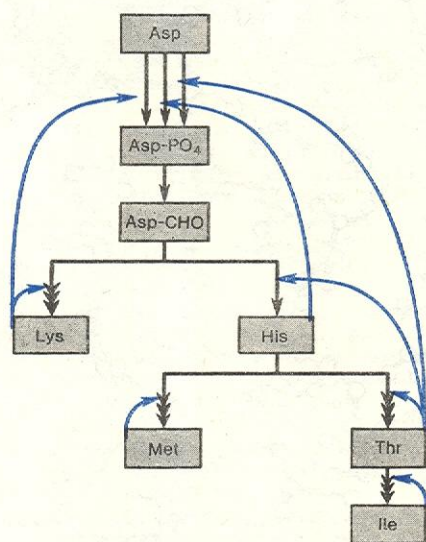 Asp
Asp-PO₄
Asp-CHO
Lys
His
Met
Thr
Ile